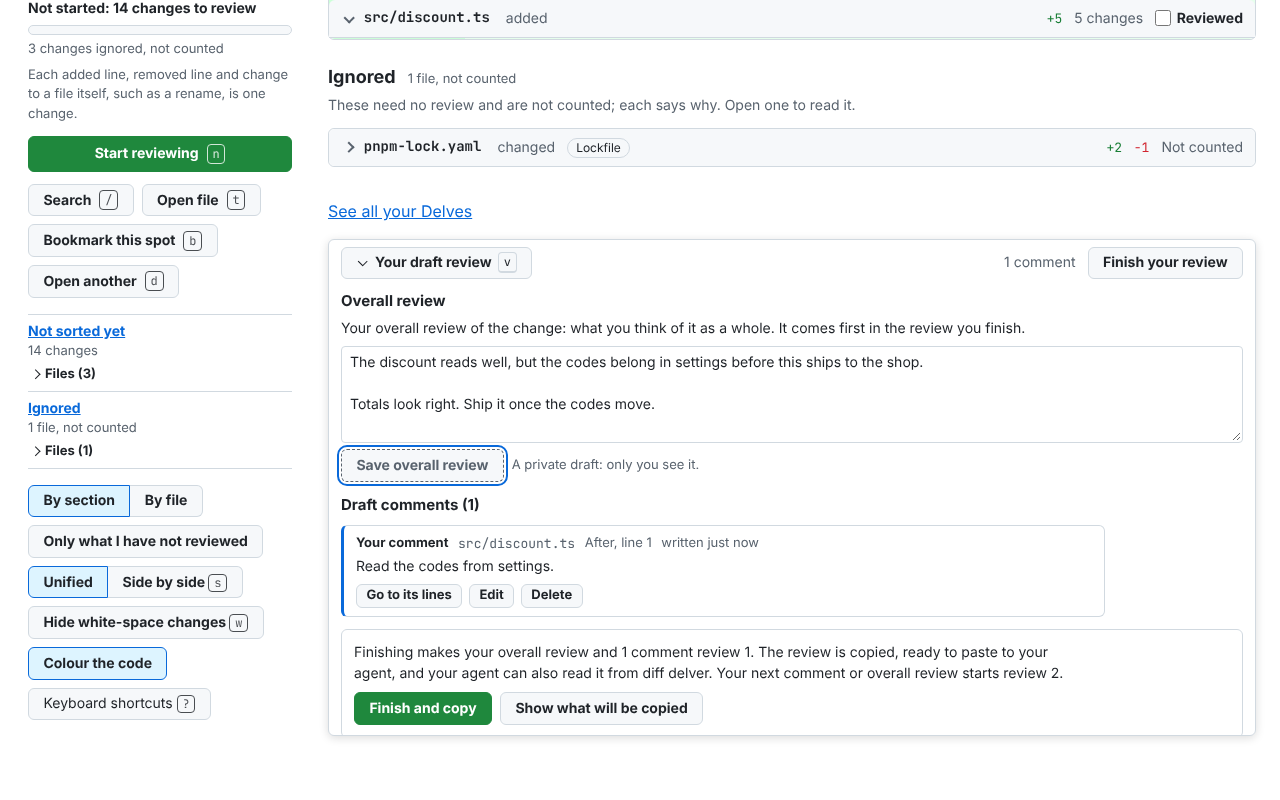 Not started: 14 changes to review
3 changes ignored, not counted
Each added line, removed line and change
to a file itself, such as a rename, is one
change.
Start reviewing n
Search /
Open file t
Bookmark this spot b
Open another d
Not sorted yet
14 changes
Files (3)
Ignored
1 file, not counted
Files (1)
By section
By file
Only what I have not reviewed
Unified
Side by side s
Hide white-space changes w
Colour the code
Keyboard shortcuts ?
src/discount.ts added +5 5 changes Reviewed
Ignored 1 file, not counted
These need no review and are not counted; each says why. Open one to read it.
pnpm-lock.yaml changed Lockfile +2 -1 Not counted
See all your Delves
Your draft review v 1 comment Finish your review
Overall review
Your overall review of the change: what you think of it as a whole. It comes first in the review you finish.
The discount reads well, but the codes belong in settings before this ships to the shop.
Totals look right. Ship it once the codes move.
Save overall review A private draft: only you see it.
Draft comments (1)
Your comment src/discount.ts After, line 1 written just now
Read the codes from settings.
Go to its lines Edit Delete
Finishing makes your overall review and 1 comment review 1. The review is copied, ready to paste to your
agent, and your agent can also read it from diff delver. Your next comment or overall review starts review 2.
Finish and copy Show what will be copied